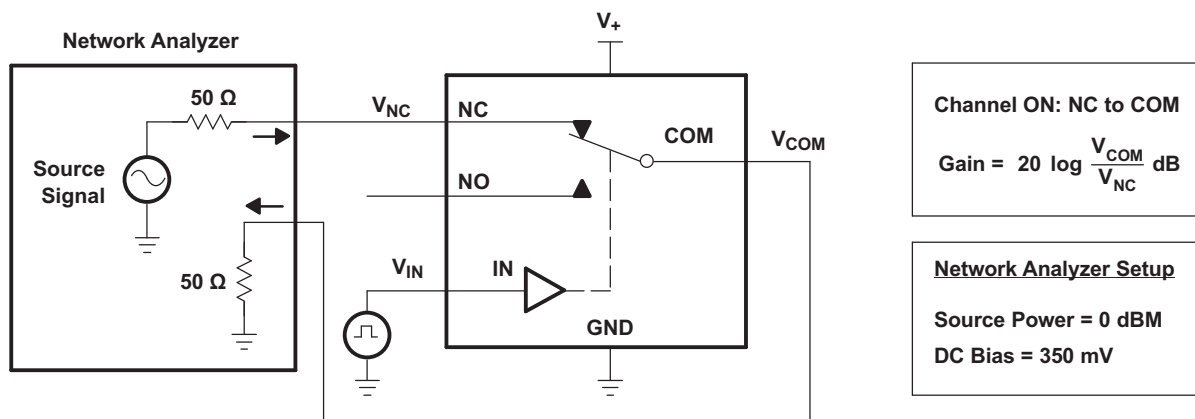 V+
Network Analyzer
50 Ω
VNC
NC
COM
VCOM
Source
Signal
NO
50 Ω
VIN
IN
GND
Channel ON: NC to COM
Gain = 20 log VCOM/VNC dB
Network Analyzer Setup
Source Power = 0 dBM
DC Bias = 350 mV